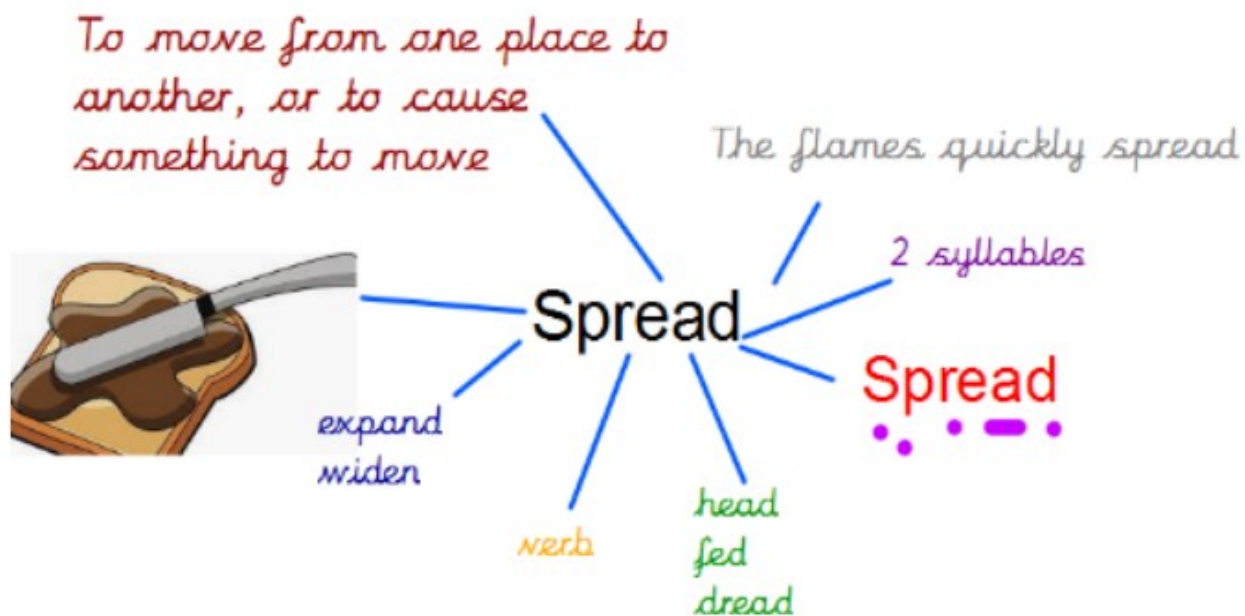 To move from one place to
another, or to cause
something to move
The flames quickly spread
2 syllables
Spread
Spread
expand
widen
verb
head
fed
dread